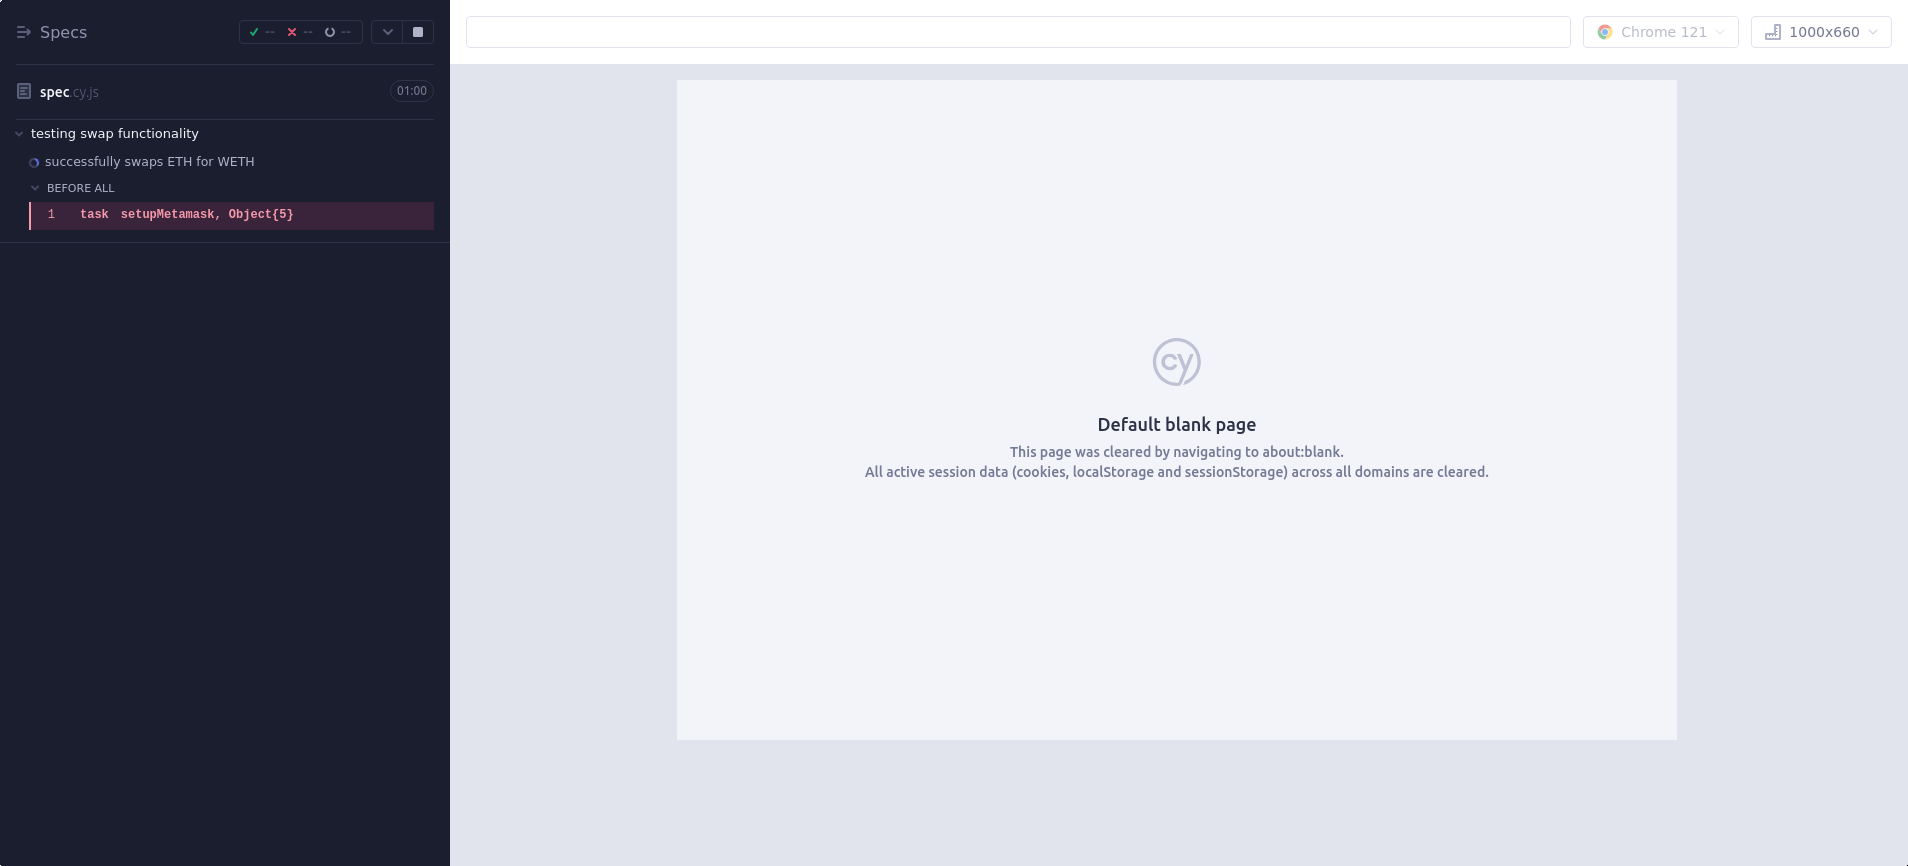 Specs
-- -- --
Chrome 121
1000x660
spec.cy.js
01:00
testing swap functionality
successfully swaps ETH for WETH
BEFORE ALL
1 task setupMetamask, Object{5}
cy
Default blank page
This page was cleared by navigating to about:blank.
All active session data (cookies, localStorage and sessionStorage) across all domains are cleared.